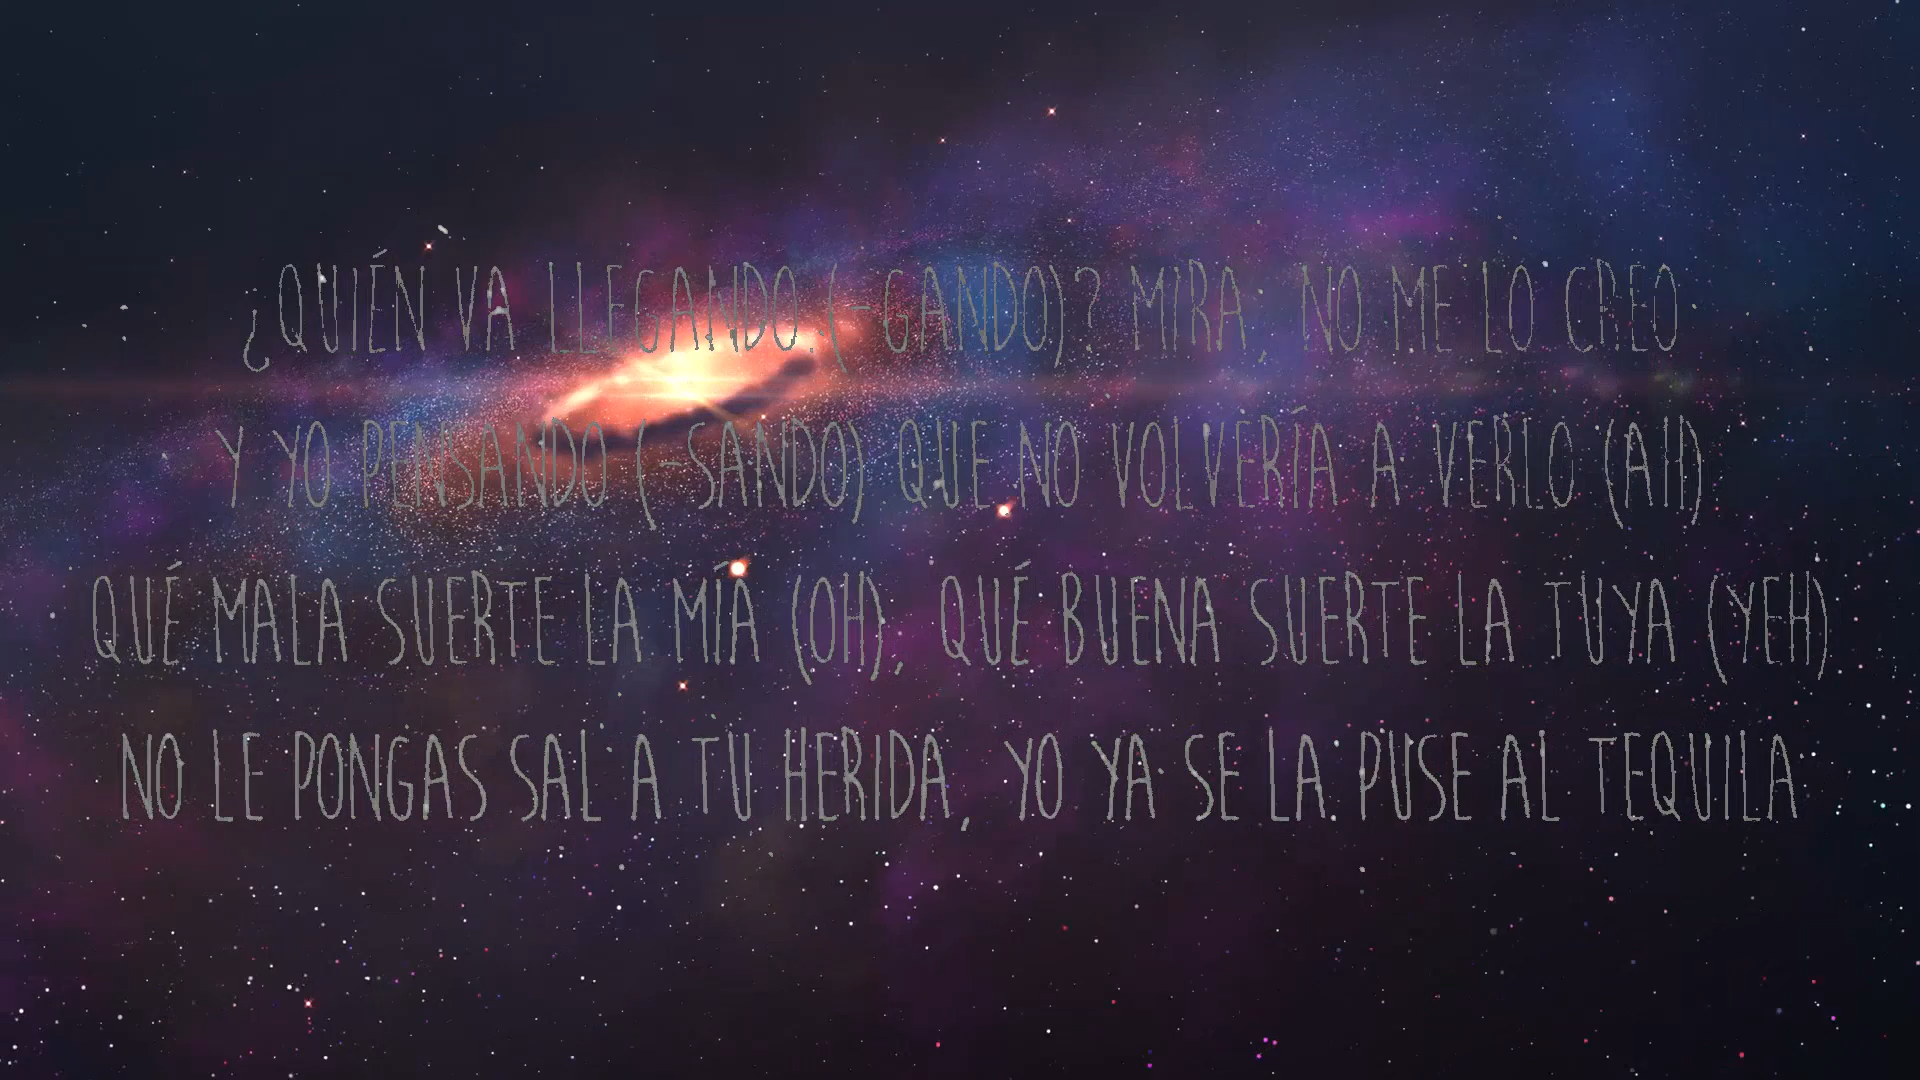 ¿QUIÉN VA LLEGANDO (-GANDO)? MIRA, NO ME LO CREO
Y YO PENSANDO (-SANDO) QUE NO VOLVERÍA A VERLO (AH)
QUÉ MALA SUERTE LA MÍA (OH), QUÉ BUENA SUERTE LA TUYA (YEH)
NO LE PONGAS SAL A TU HERIDA, YO YA SE LA PUSE AL TEQUILA